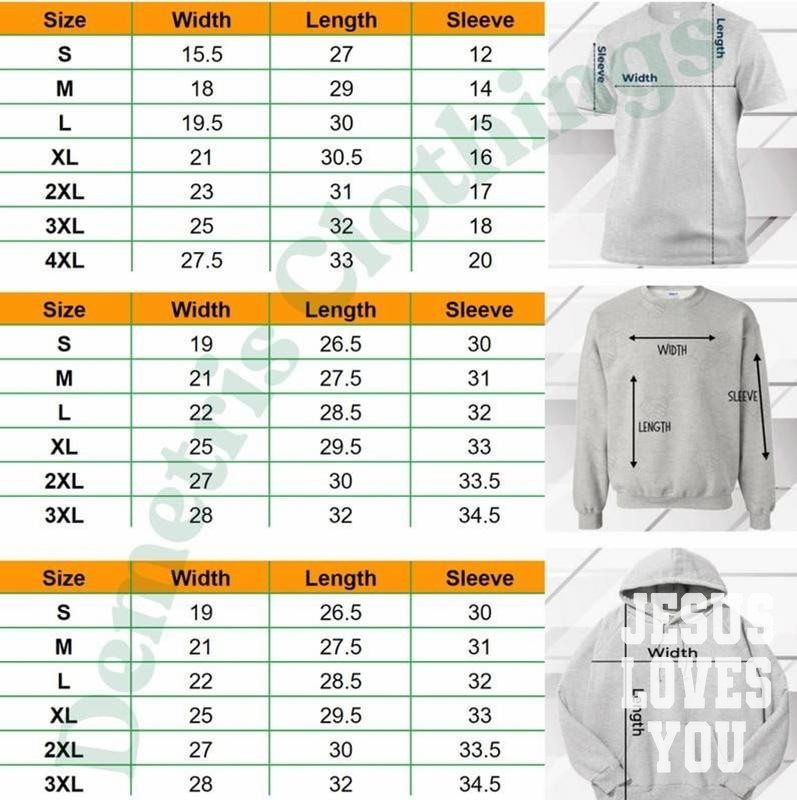 Size Width Length Sleeve
S 15.5 27 12
M 18 29 14
L 19.5 30 15
XL 21 30.5 16
2XL 23 31 17
3XL 25 32 18
4XL 27.5 33 20
Sleeve
Width
Length
Size Width Length Sleeve
S 19 26.5 30
M 21 27.5 31
L 22 28.5 32
XL 25 29.5 33
2XL 27 30 33.5
3XL 28 32 34.5
WIDTH
SLEEVE
LENGTH
Size Width Length Sleeve
S 19 26.5 30
M 21 27.5 31
L 22 28.5 32
XL 25 29.5 33
2XL 27 30 33.5
3XL 28 32 34.5
JESUS
Width
LOVES
Length
YOU
Demetris Clothings